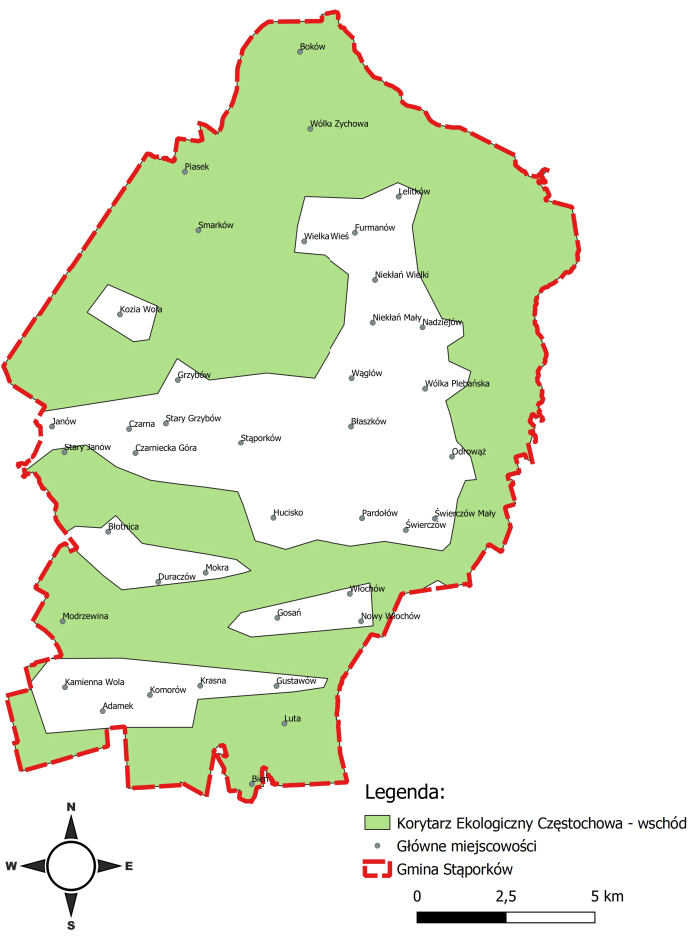 Boków
Wólka Zychowa
Piasek
Lelitków
Smarków
Furmanów
Wielka Wieś
Niekłań Wielki
Kozia Wola
Niekłań Mały
Nadziejów
Grzybów
Wąglów
Wólka Plebańska
Stary Grzybów
Janów
Czarna
Błaszków
Stąporków
Stary Janów
Czarniecka Góra
Odrowąż
Hucisko
Pardołów
Świerczów Mały
Świerczów
Błotnica
Mokra
Duraczów
Włochów
Gosań
Nowy Włochów
Modrzewina
Kamienna Wola
Krasna
Gustawów
Komorów
Adamek
Luta
Bień
Legenda:
Korytarz Ekologiczny Częstochowa - wschód
Główne miejscowości
Gmina Stąporków
N
W
E
S
0 2,5 5 km